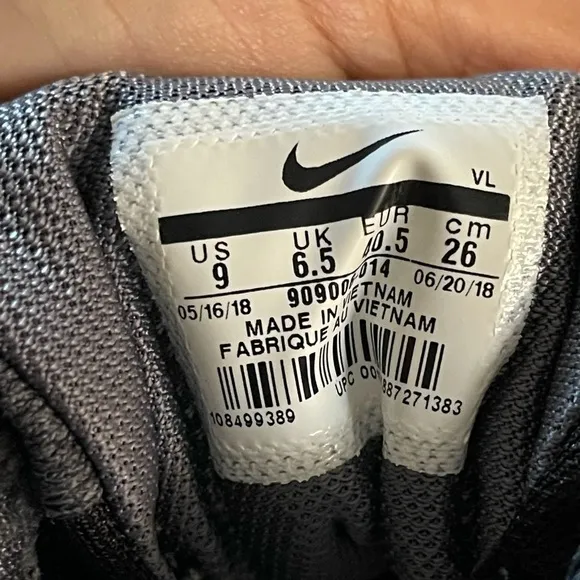 VL
US UK EUR cm
9 6.5 40.5 26
05/16/18 06/20/18
MADE IN VIETNAM
FABRIQUE AU VIETNAM
108499389 UPC